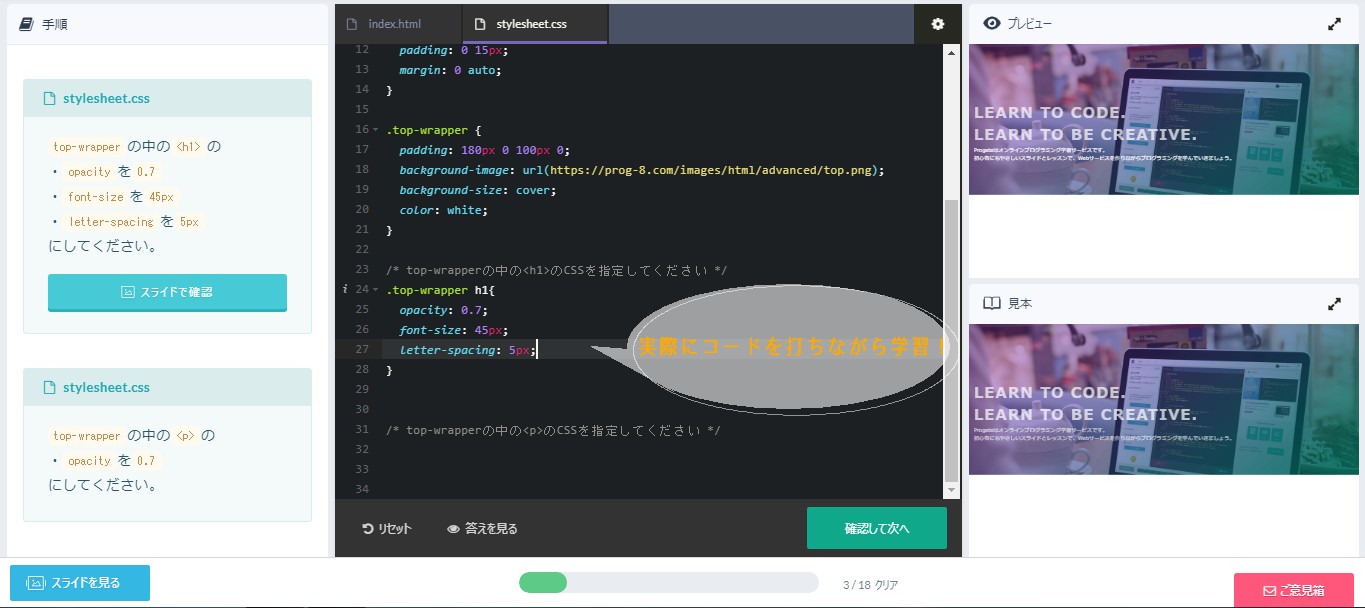 手順
stylesheet.css
top-wrapper の中の <h1> の
・ opacity を 0.7
・ font-size を 45px
・ letter-spacing を 5px
にしてください。
スライドで確認
stylesheet.css
top-wrapper の中の <p> の
・ opacity を 0.7
にしてください。
index.html
stylesheet.css
12 padding: 0 15px;
13 margin: 0 auto;
14 }
15
16 .top-wrapper {
17 padding: 180px 0 100px 0;
18 background-image: url(https://prog-8.com/images/html/advanced/top.png);
19 background-size: cover;
20 color: white;
21 }
22
23 /* top-wrapperの中の<h1>のCSSを指定してください */
24 .top-wrapper h1{
25 opacity: 0.7;
26 font-size: 45px;
27 letter-spacing: 5px;
28 }
29
30
31 /* top-wrapperの中の<p>のCSSを指定してください */
32
33
34
実際にコードを打ちながら学習！
リセット
答えを見る
確認して次へ
プレビュー
LEARN TO CODE.
LEARN TO BE CREATIVE.
Progateはオンラインプログラミング学習サービスです。
初心者にもやさしいスライドとレッスンで、Webサービスを作りながらプログラミングを学んでいきましょう。
見本
LEARN TO CODE.
LEARN TO BE CREATIVE.
Progateはオンラインプログラミング学習サービスです。
初心者にもやさしいスライドとレッスンで、Webサービスを作りながらプログラミングを学んでいきましょう。
スライドを見る
3 / 18 クリア
ご意見箱